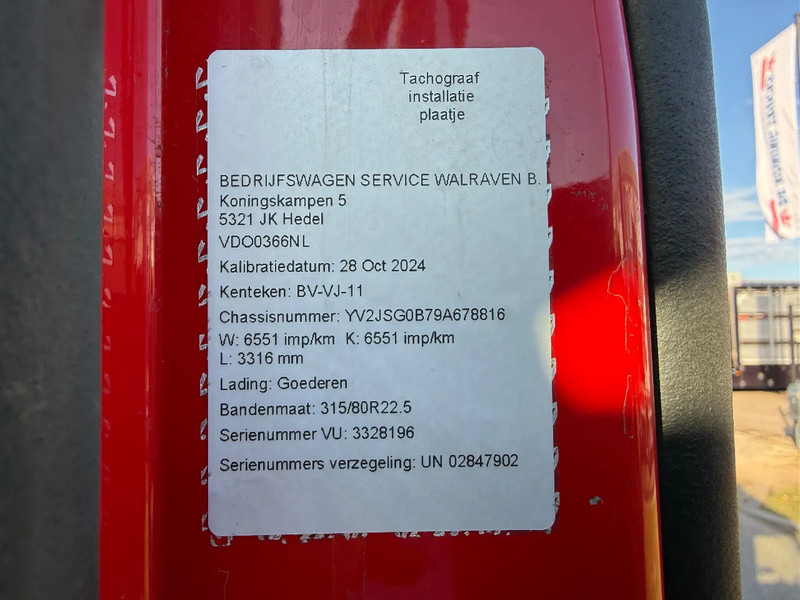 Tachograaf
installatie
plaatje
BEDRIJFSWAGEN SERVICE WALRAVEN B.
Koningskampen 5
5321 JK Hedel
VDO0366NL
Kalibratiedatum: 28 Oct 2024
Kenteken: BV-VJ-11
Chassisnummer: YV2JSG0B79A678816
W: 6551 imp/km K: 6551 imp/km
L: 3316 mm
Lading: Goederen
Bandenmaat: 315/80R22.5
Serienummer VU: 3328196
Serienummers verzegeling: UN 02847902